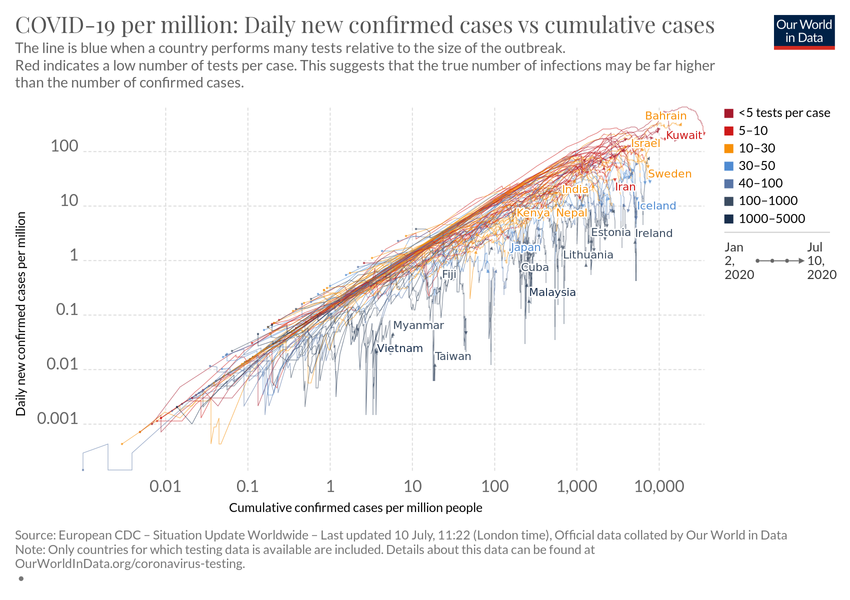 COVID-19 per million: Daily new confirmed cases vs cumulative cases
Our World
in Data
The line is blue when a country performs many tests relative to the size of the outbreak.
Red indicates a low number of tests per case. This suggests that the true number of infections may be far higher
than the number of confirmed cases.
Daily new confirmed cases per million
100
10
1
0.1
0.01
0.001
Bahrain
Kuwait
Israel
Sweden
India
Iran
Kenya
Nepal
Iceland
Estonia
Ireland
Japan
Lithuania
Cuba
Fiji
Malaysia
Myanmar
Vietnam
Taiwan
<5 tests per case
5–10
10–30
30–50
40–100
100–1000
1000–5000
Jan
2,
2020
Jul
10,
2020
0.01
0.1
1
10
100
1,000
10,000
Cumulative confirmed cases per million people
Source: European CDC – Situation Update Worldwide – Last updated 10 July, 11:22 (London time), Official data collated by Our World in Data
Note: Only countries for which testing data is available are included. Details about this data can be found at
OurWorldInData.org/coronavirus-testing.